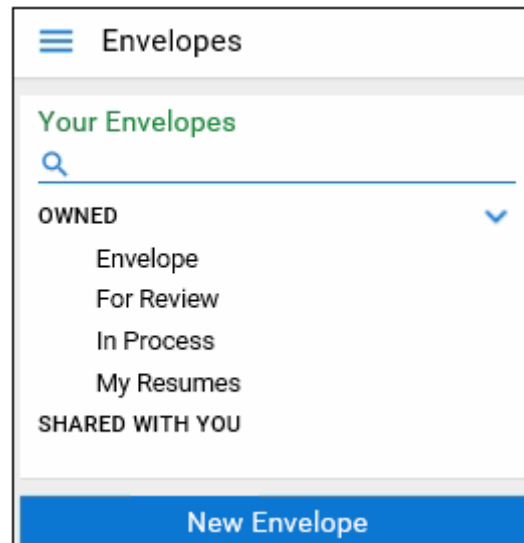 Envelopes
Your Envelopes
OWNED
Envelope
For Review
In Process
My Resumes
SHARED WITH YOU
New Envelope